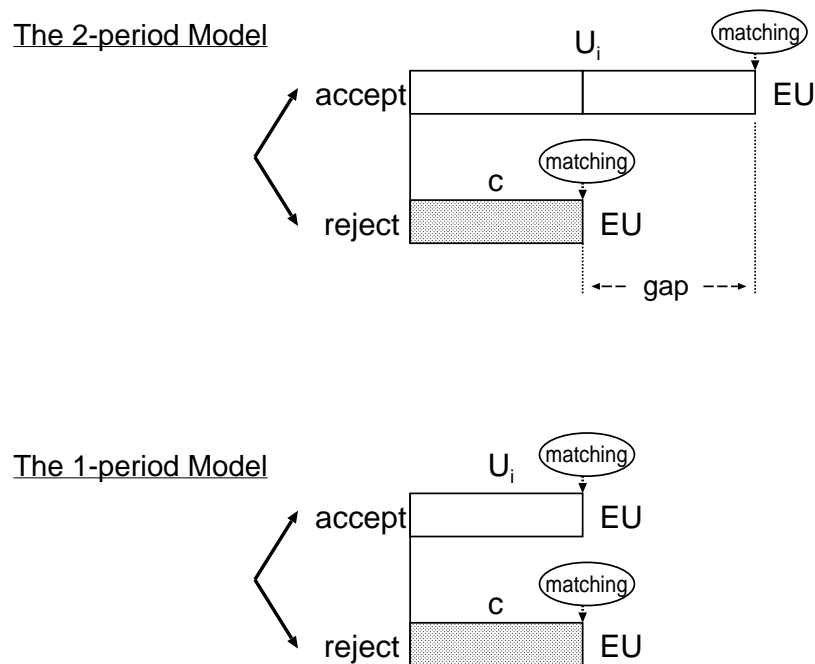 The 2-period Model
matching
U_i
accept
EU
matching
c
reject
EU
gap
The 1-period Model
matching
U_i
accept
EU
matching
c
reject
EU